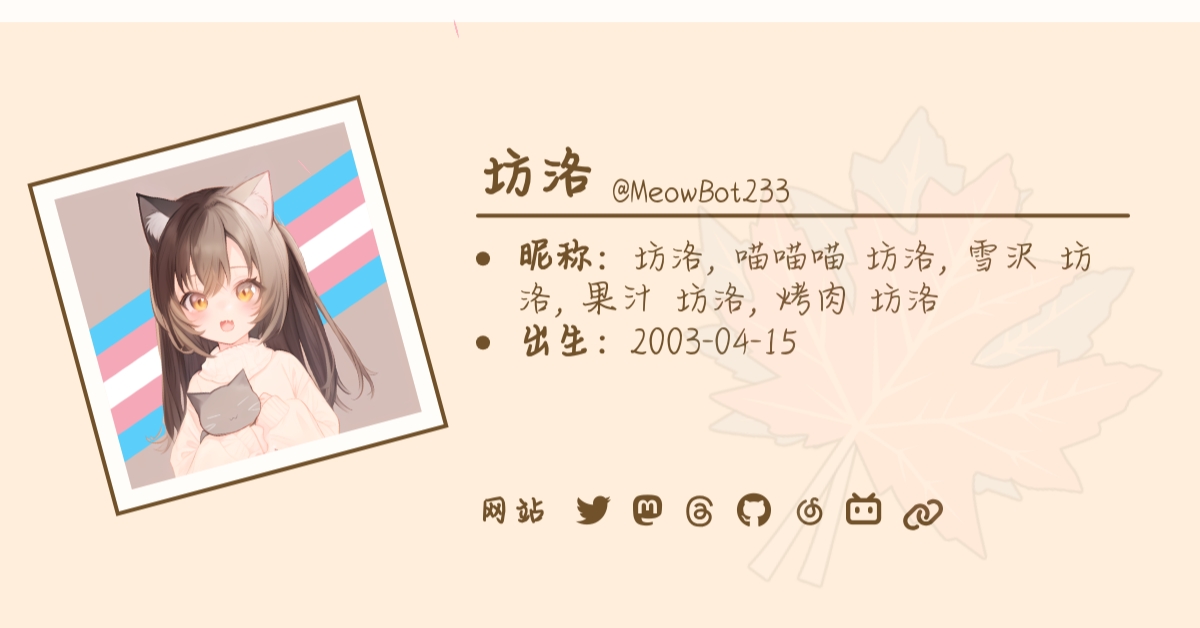 坊洛 @MeowBot233
昵称: 坊洛, 喵喵喵 坊洛, 雪沢 坊
洛, 果汁 坊洛, 烤肉 坊洛
出生: 2003-04-15
网站